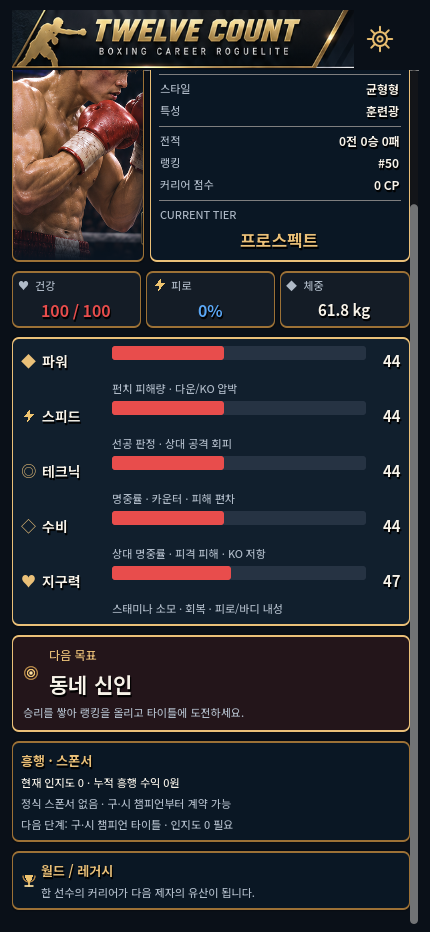 TWELVE COUNT
BOXING CAREER ROGUELITE
스타일 균형형
특성 훈련광
전적 0전 0승 0패
랭킹 #50
커리어 점수 0 CP
CURRENT TIER
프로스펙트
건강
100 / 100
피로
0%
체중
61.8 kg
파워 44
펀치 피해량 · 다운/KO 압박
스피드 44
선공 판정 · 상대 공격 회피
테크닉 44
명중률 · 카운터 · 피해 편차
수비 44
상대 명중률 · 피격 피해 · KO 저항
지구력 47
스태미나 소모 · 회복 · 피로/바디 내성
다음 목표
동네 신인
승리를 쌓아 랭킹을 올리고 타이틀에 도전하세요.
흥행 · 스폰서
현재 인지도 0 · 누적 흥행 수익 0원
정식 스폰서 없음 · 구·시 챔피언부터 계약 가능
다음 단계: 구·시 챔피언 타이틀 · 인지도 0 필요
월드 / 레거시
한 선수의 커리어가 다음 제자의 유산이 됩니다.